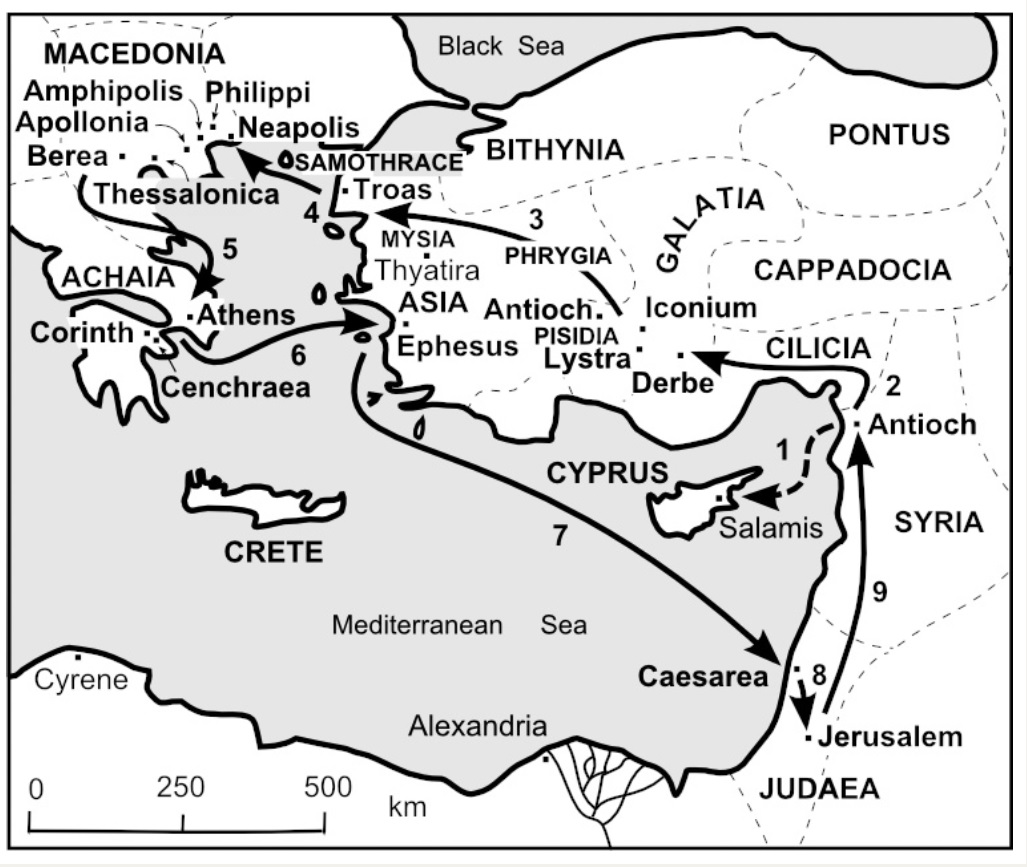 Black Sea
MACEDONIA
Amphipolis
Philippi
Apollonia
Neapolis
Berea
SAMOTHRACE
BITHYNIA
PONTUS
Thessalonica
Troas
4
3
GALATIA
MYSIA
PHRYGIA
5
Thyatira
CAPPADOCIA
ACHAIA
ASIA
Antioch
Iconium
Athens
Corinth
PISIDIA
Ephesus
Lystra
CILICIA
6
Derbe
2
Cenchraea
Antioch
1
CYPRUS
Salamis
SYRIA
7
CRETE
9
Mediterranean Sea
Cyrene
Caesarea
8
Alexandria
Jerusalem
JUDAEA
0 250 500
km